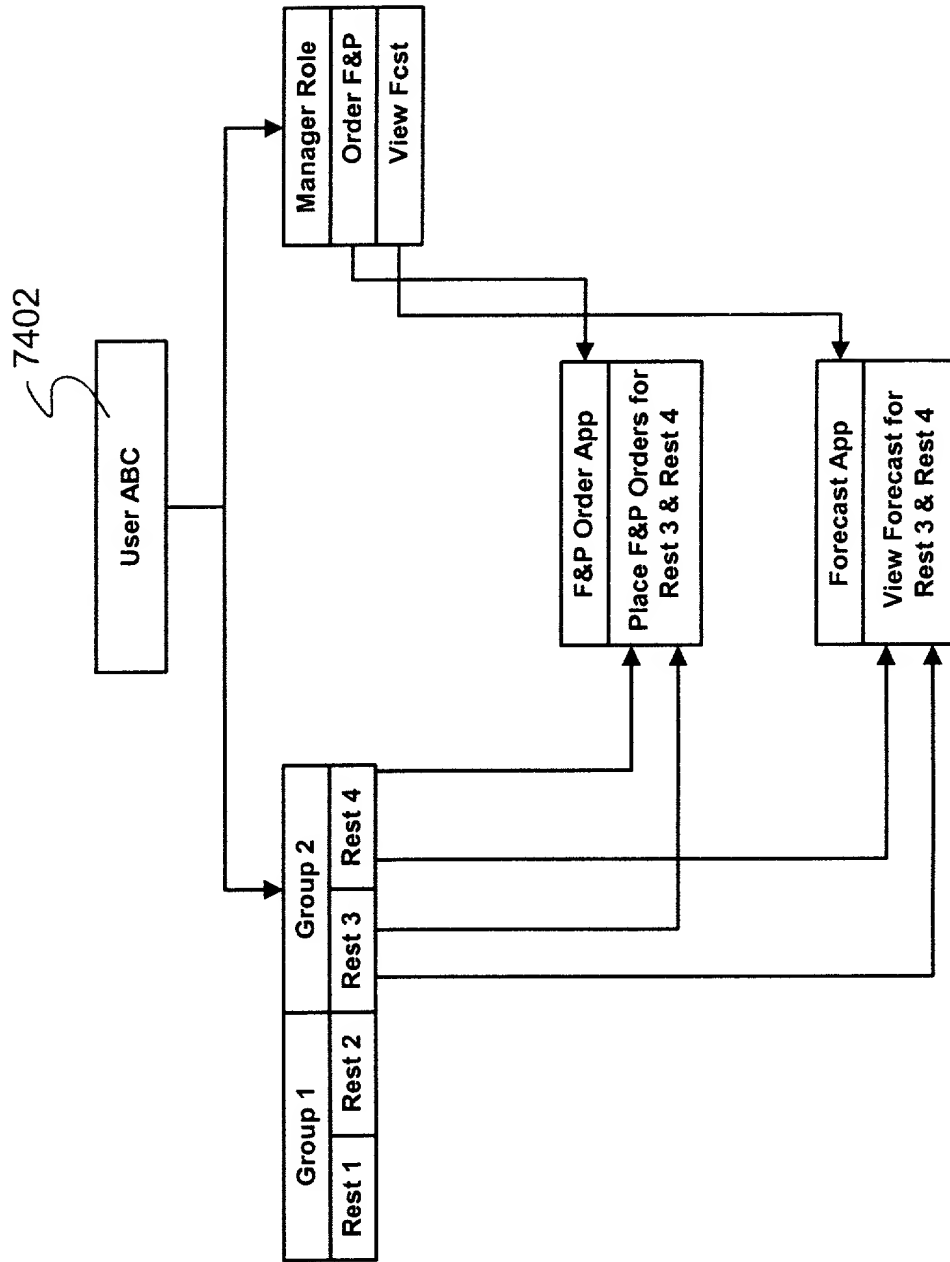 7402
User ABC
Group 1
Group 2
Rest 1
Rest 2
Rest 3
Rest 4
Manager Role
Order F&P
View Fcst
F&P Order App
Place F&P Orders for
Rest 3 & Rest 4
Forecast App
View Forecast for
Rest 3 & Rest 4